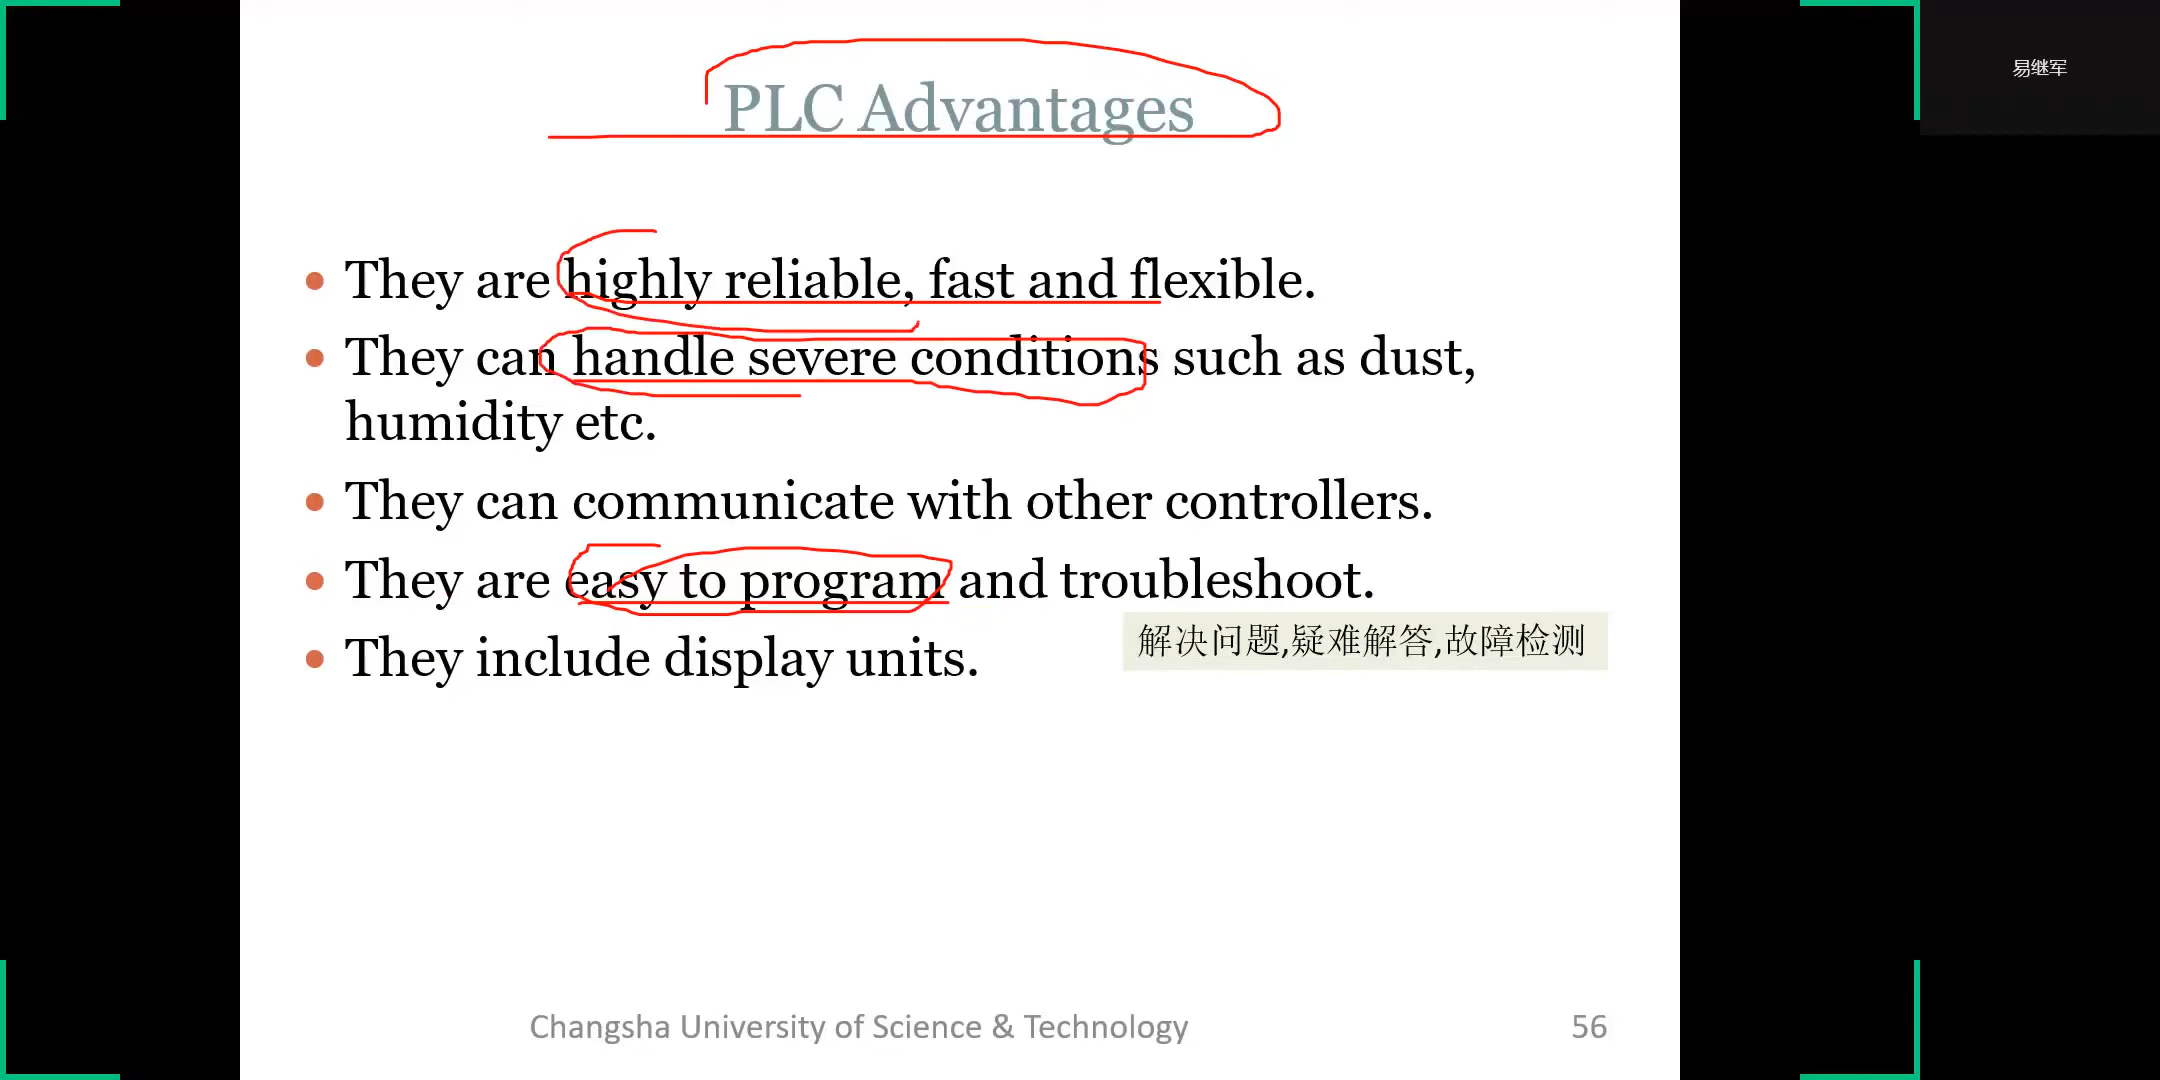 易继军
PLC Advantages
• They are highly reliable, fast and flexible.
• They can handle severe conditions such as dust,
humidity etc.
• They can communicate with other controllers.
• They are easy to program and troubleshoot.
解决问题,疑难解答,故障检测
• They include display units.
Changsha University of Science & Technology
56